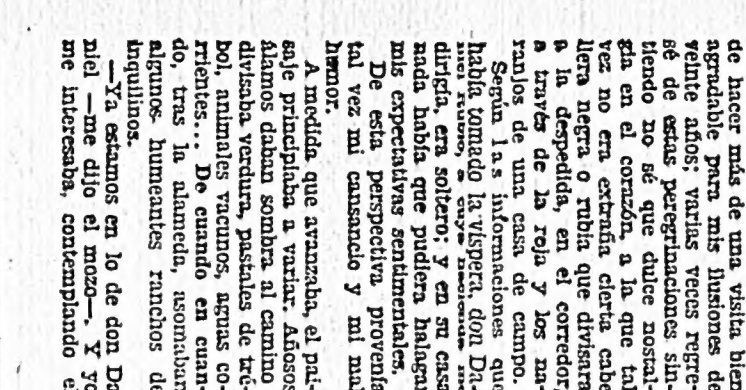 de hacer más de una visita bien
agradable para mis ilusiones de
veinte años; varias veces regre-
sé de estas peregrinaciones sin-
tiendo no sé que dulce nostal-
gia en el corazón, a la que tal
vez no era extraña cierta cabe-
llera negra o rubia que divisara
a la despedida, en el corredor,
a través de la reja y los na-
ranjos de una casa de campo.
Según las informaciones que
había tomado la víspera, don Da-
niel Rubio, a cuya hacienda me
dirigía, era soltero; y en su casa
nada había que pudiera halagar
mis expectativas sentimentales.
De esta perspectiva provenía
tal vez mi cansancio y mi mal
humor.
A medida que avanzaba, el pai-
saje principiaba a variar. Añosos
álamos daban sombra al camino
divisaba verdura, pastales de tré-
bol, animales vacunos, aguas co-
rrientes... De cuando en cuan-
do, tras la alameda, asomaban
algunos humeantes ranchos de
inquilinos.
—Ya estamos en lo de don Da
niel —me dijo el mozo—. Y yo
me interesaba, contemplando el